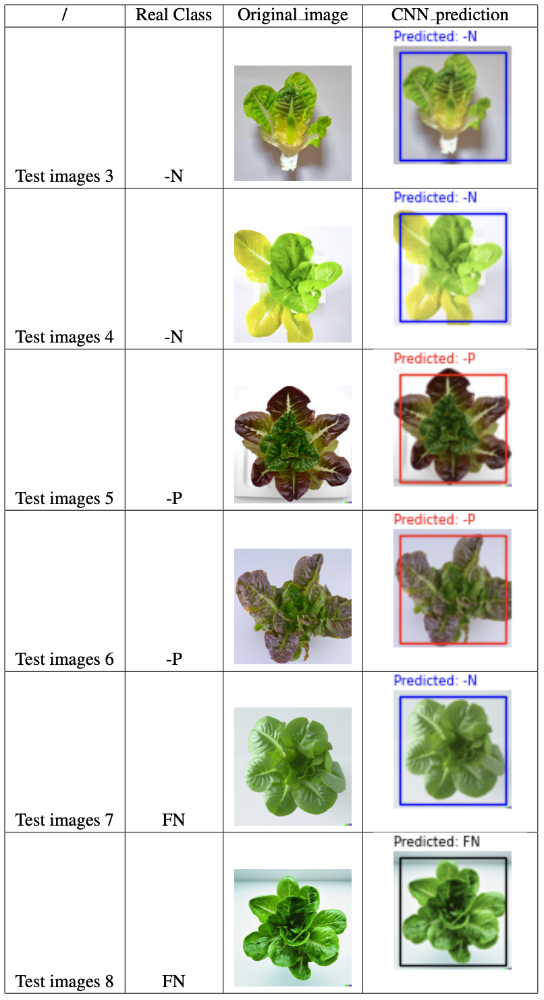 / Real Class Original_image CNN_prediction
Predicted: -N
Test images 3 -N
Predicted: -N
Test images 4 -N
Predicted: -P
Test images 5 -P
Predicted: -P
Test images 6 -P
Predicted: -N
Test images 7 FN
Predicted: FN
Test images 8 FN